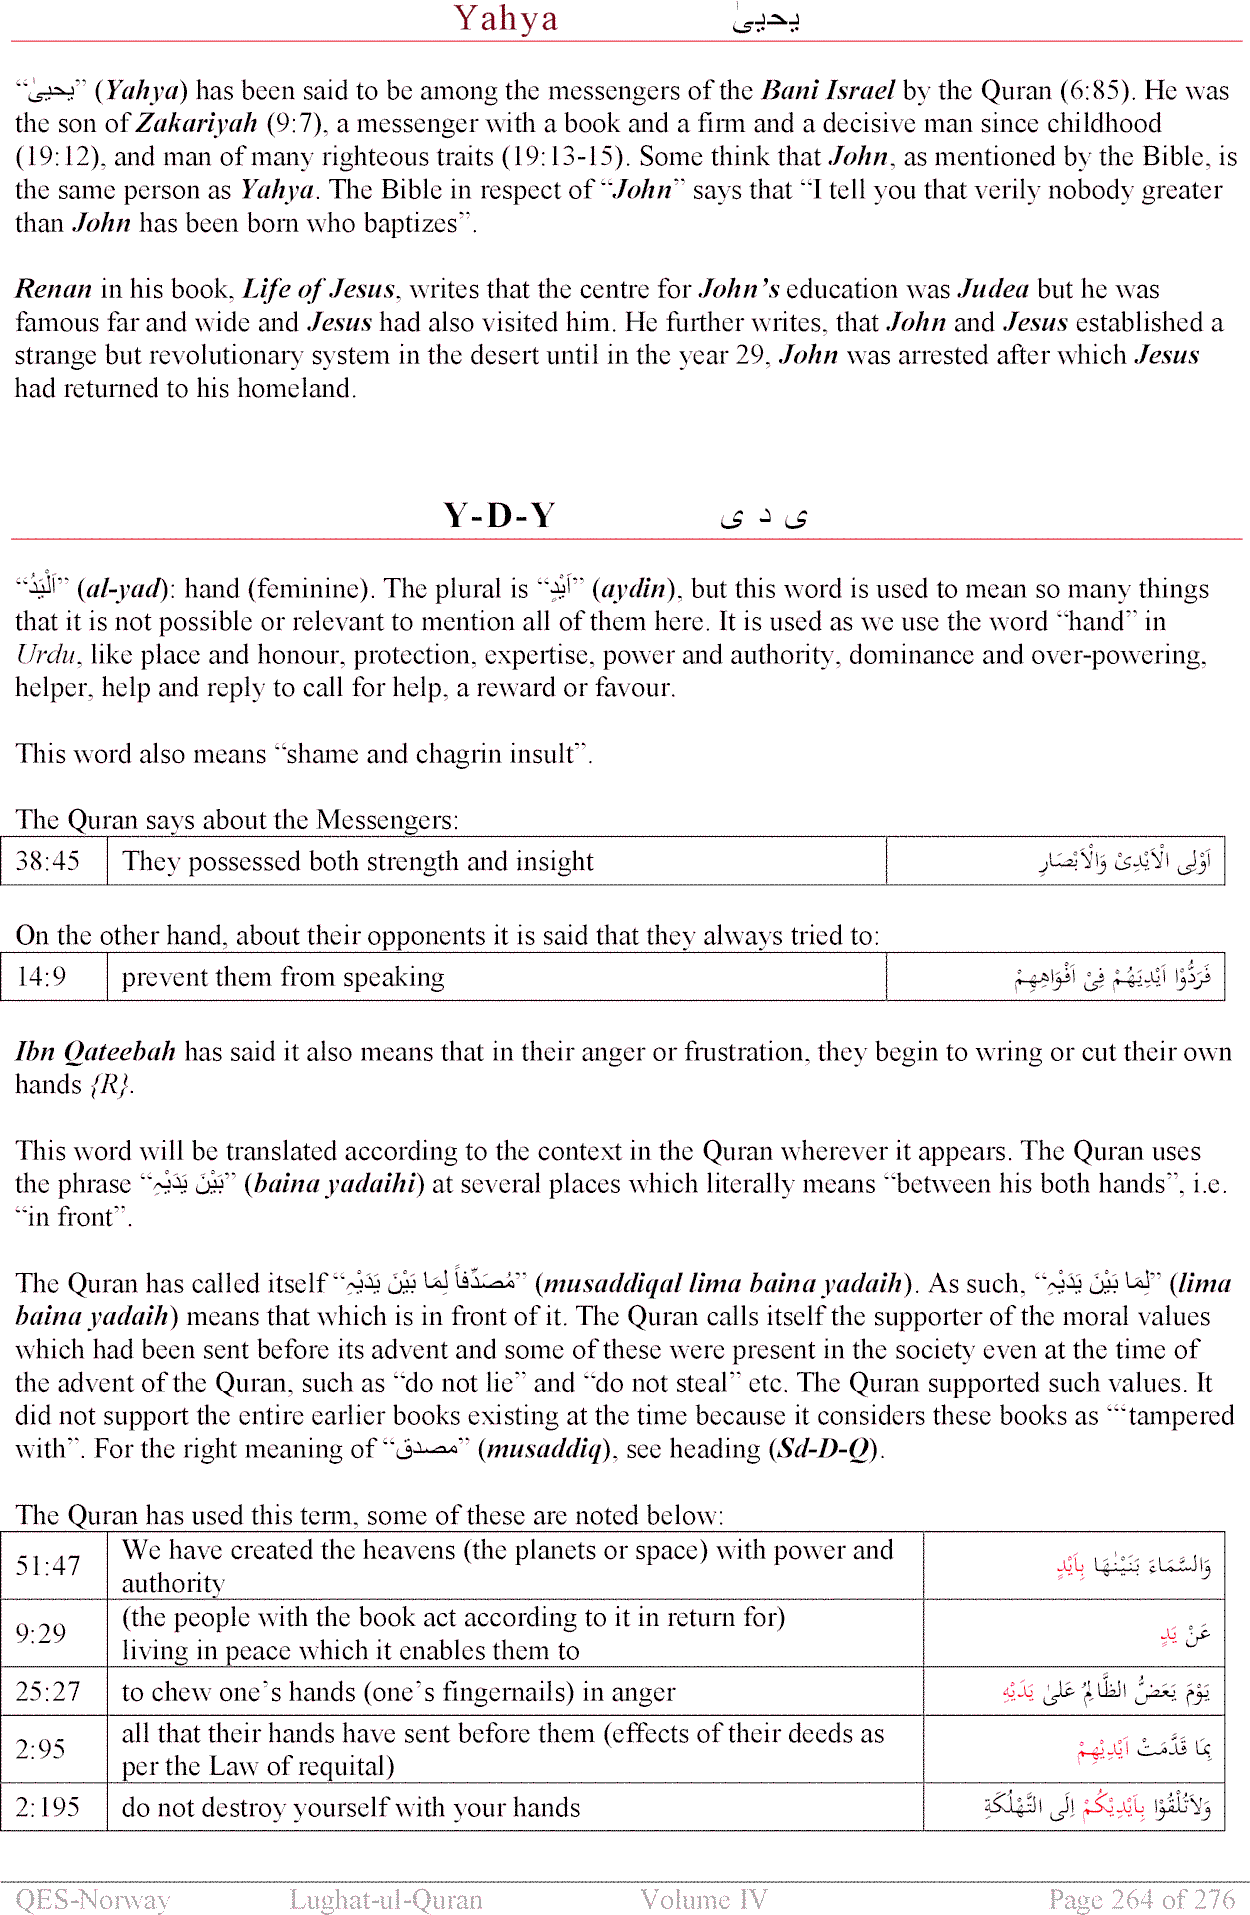 Yahya یحییٰ
“یحییٰ” (Yahya) has been said to be among the messengers of the Bani Israel by the Quran (6:85). He was
the son of Zakariyah (9:7), a messenger with a book and a firm and a decisive man since childhood
(19:12), and man of many righteous traits (19:13-15). Some think that John, as mentioned by the Bible, is
the same person as Yahya. The Bible in respect of “John” says that “I tell you that verily nobody greater
than John has been born who baptizes”.
Renan in his book, Life of Jesus, writes that the centre for John’s education was Judea but he was
famous far and wide and Jesus had also visited him. He further writes, that John and Jesus established a
strange but revolutionary system in the desert until in the year 29, John was arrested after which Jesus
had returned to his homeland.
Y-D-Y ی د ی
“اَلْیَدُ” (al-yad): hand (feminine). The plural is “اَیْدٍ” (aydin), but this word is used to mean so many things
that it is not possible or relevant to mention all of them here. It is used as we use the word “hand” in
Urdu, like place and honour, protection, expertise, power and authority, dominance and over-powering,
helper, help and reply to call for help, a reward or favour.
This word also means “shame and chagrin insult”.
The Quran says about the Messengers:
38:45 They possessed both strength and insight اَوْلِی الْاَیْدِیْ وَالْاَبْصَارِ
On the other hand, about their opponents it is said that they always tried to:
14:9 prevent them from speaking فَرَدُّوْا اَیْدِیَهُمْ فِیْ اَفْوَاهِهِمْ
Ibn Qateebah has said it also means that in their anger or frustration, they begin to wring or cut their own
hands {R}.
This word will be translated according to the context in the Quran wherever it appears. The Quran uses
the phrase “بَیْنَ یَدَیْہِ” (baina yadaihi) at several places which literally means “between his both hands”, i.e.
“in front”.
The Quran has called itself “مُصَدِّقاً لِمَا بَیْنَ یَدَیْہِ” (musaddiqal lima baina yadaih). As such, “لِمَا بَیْنَ یَدَیْہِ” (lima
baina yadaih) means that which is in front of it. The Quran calls itself the supporter of the moral values
which had been sent before its advent and some of these were present in the society even at the time of
the advent of the Quran, such as “do not lie” and “do not steal” etc. The Quran supported such values. It
did not support the entire earlier books existing at the time because it considers these books as “‘tampered
with”. For the right meaning of “مصدق” (musaddiq), see heading (Sd-D-Q).
The Quran has used this term, some of these are noted below:
51:47 We have created the heavens (the planets or space) with power and
authority وَالسَّمَاءَ بَنَیْنٰهَا بِاَیْدٍ
9:29 (the people with the book act according to it in return for)
living in peace which it enables them to عَنْ یَدٍ
25:27 to chew one’s hands (one’s fingernails) in anger یَوْمَ یَعَضُّ الظَّالِمُ عَلیٰ یَدَیْهِ
2:95 all that their hands have sent before them (effects of their deeds as
per the Law of requital) بِمَا قَدَّمَتْ اَیْدِیْهِمْ
2:195 do not destroy yourself with your hands وَلَاتُلْقُوْا بِاَیْدِیْكُمْ اِلَی التَّهْلُكَةِ
QES-Norway Lughat-ul-Quran Volume IV Page 264 of 276